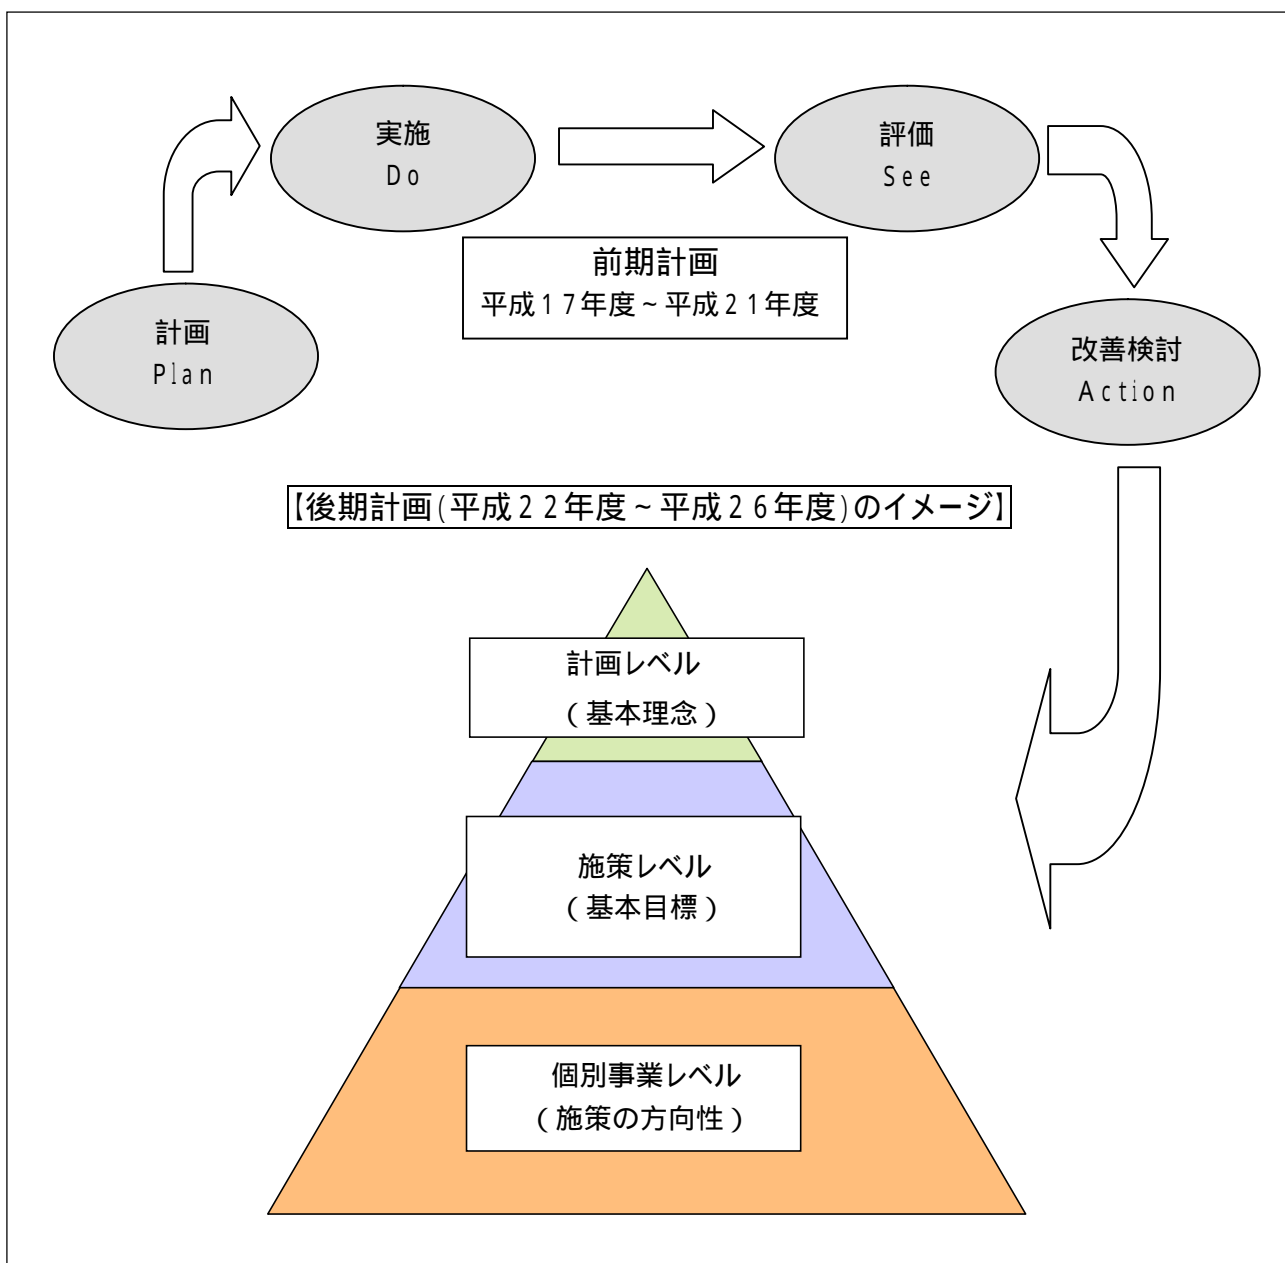 実施
Do
評価
See
前期計画
平成17年度~平成21年度
計画
Plan
改善検討
Action
【後期計画(平成22年度~平成26年度)のイメージ】
計画レベル
(基本理念)
施策レベル
(基本目標)
個別事業レベル
(施策の方向性)